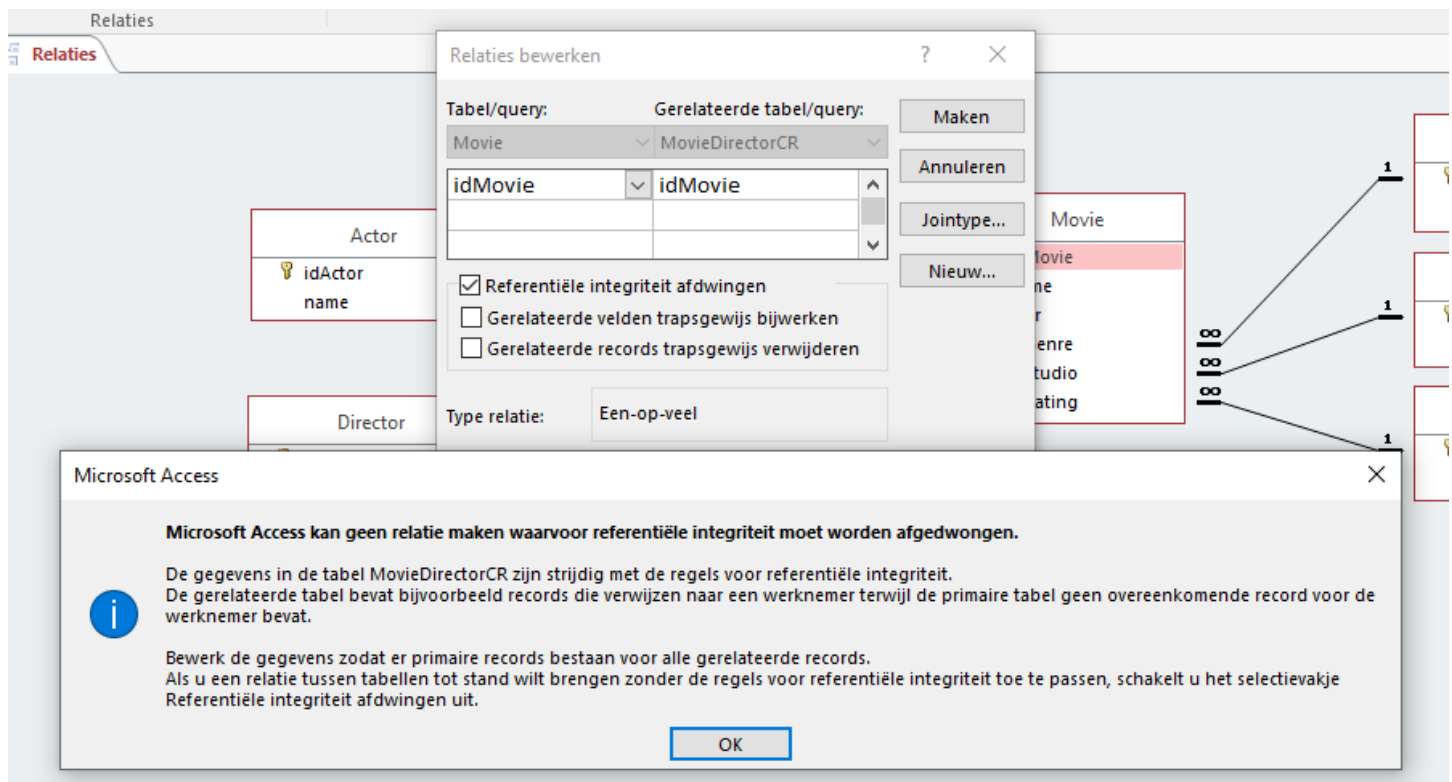 Relaties
Relaties
Relaties bewerken
?
Tabel/query:
Gerelateerde tabel/query:
Movie
MovieDirectorCR
idMovie
idMovie
Maken
Annuleren
Jointype...
Nieuw...
Referentiële integriteit afdwingen
Gerelateerde velden trapsgewijs bijwerken
Gerelateerde records trapsgewijs verwijderen
Type relatie:
Een-op-veel
Actor
idActor
name
Director
Movie
1
1
1
∞
∞
∞
Microsoft Access
Microsoft Access kan geen relatie maken waarvoor referentiële integriteit moet worden afgedwongen.
De gegevens in de tabel MovieDirectorCR zijn strijdig met de regels voor referentiële integriteit.
De gerelateerde tabel bevat bijvoorbeeld records die verwijzen naar een werknemer terwijl de primaire tabel geen overeenkomende record voor de
werknemer bevat.
Bewerk de gegevens zodat er primaire records bestaan voor alle gerelateerde records.
Als u een relatie tussen tabellen tot stand wilt brengen zonder de regels voor referentiële integriteit toe te passen, schakelt u het selectievakje
Referentiële integriteit afdwingen uit.
OK